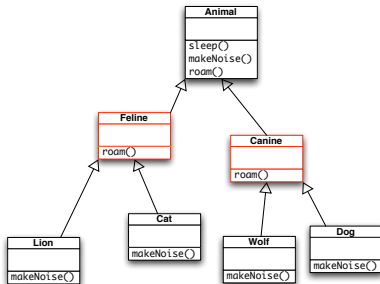 Animal
sleep()
makeNoise()
roam()
Feline
roam()
Canine
roam()
Cat
makeNoise()
Lion
makeNoise()
Wolf
makeNoise()
Dog
makeNoise()